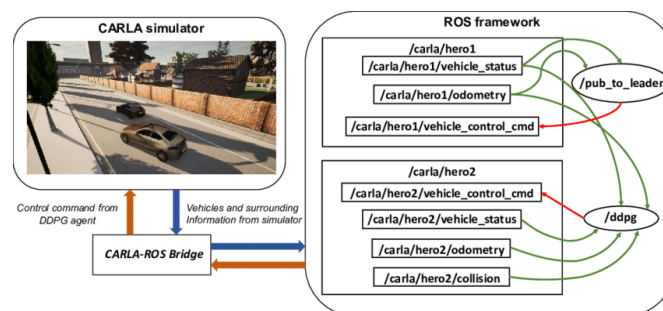 CARLA simulator
Control command from
DDPG agent
Vehicles and surrounding
Information from simulator
CARLA-ROS Bridge
ROS framework
/carla/hero1
/carla/hero1/vehicle_status
/carla/hero1/odometry
/carla/hero1/vehicle_control_cmd
/pub_to_leader
/carla/hero2
/carla/hero2/vehicle_control_cmd
/carla/hero2/vehicle_status
/carla/hero2/odometry
/carla/hero2/collision
/ddpg